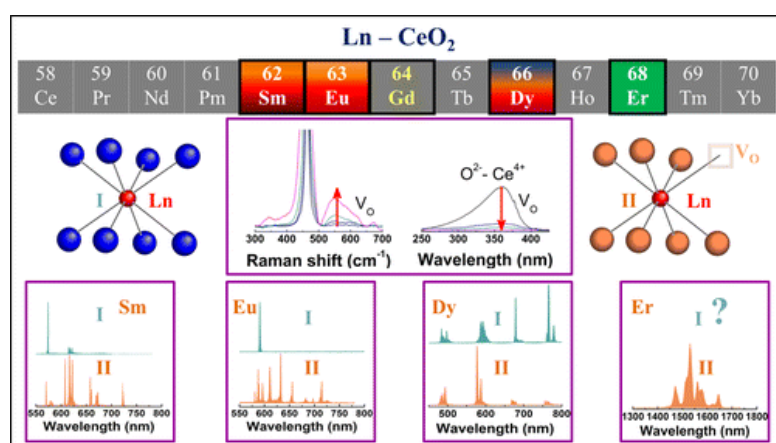 Ln – CeO₂
58 59 60 61 62 63 64 65 66 67 68 69 70
Ce Pr Nd Pm Sm Eu Gd Tb Dy Ho Er Tm Yb
I Ln
V_O
300 400 500 600 700
Raman shift (cm⁻¹)
O²⁻- Ce⁴⁺
V_O
250 300 350 400
Wavelength (nm)
V_O
II Ln
Sm
I
II
550 600 650 700 750 800
Wavelength (nm)
Eu
I
II
550 600 650 700 750 800
Wavelength (nm)
Dy
I
II
500 600 700 800
Wavelength (nm)
Er
I ?
II
1300 1400 1500 1600 1700
Wavelength (nm)